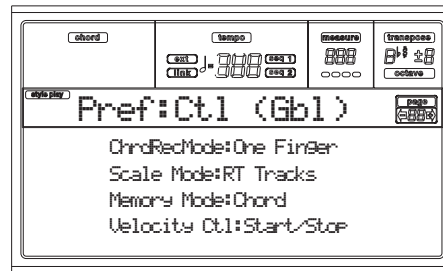 chord tempo measure transpose
ext seq 1
link seq 2
octave
style play Pref:Ctl (Gbl) page
ChrdRecMode:One Finger
Scale Mode:RT Tracks
Memory Mode:Chord
Velocity Ctl:Start/Stop